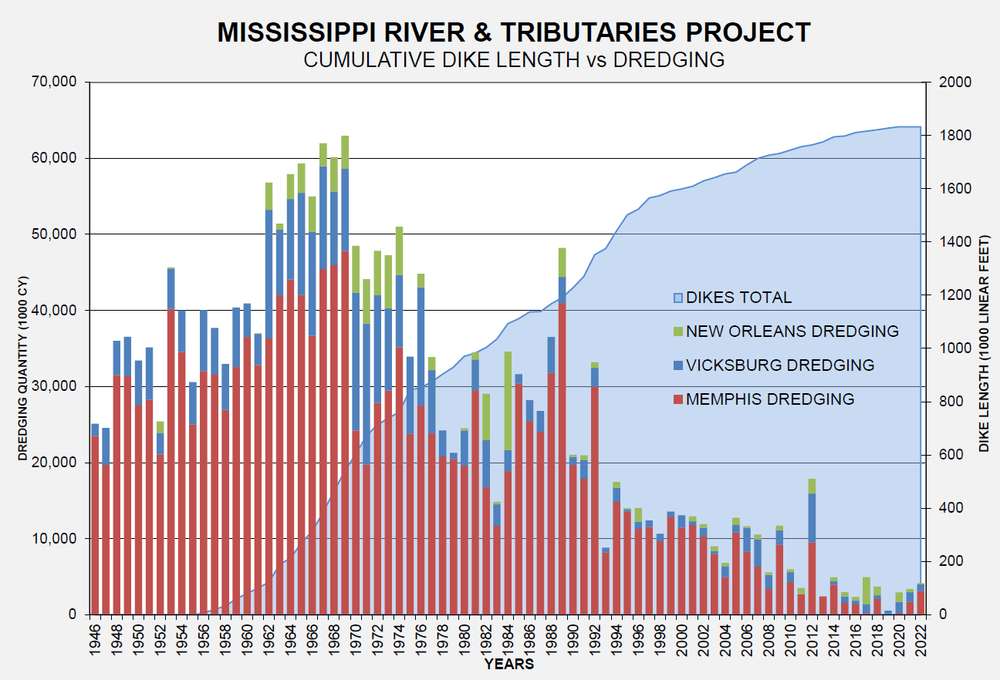 MISSISSIPPI RIVER & TRIBUTARIES PROJECT
CUMULATIVE DIKE LENGTH vs DREDGING
70,000
60,000
50,000
40,000
30,000
20,000
10,000
0
DREDGING QUANTITY (1000 CY)
2000
1800
1600
1400
1200
1000
800
600
400
200
0
DIKE LENGTH (1000 LINEAR FEET)
DIKES TOTAL
NEW ORLEANS DREDGING
VICKSBURG DREDGING
MEMPHIS DREDGING
1946 1948 1950 1952 1954 1956 1958 1960 1962 1964 1966 1968 1970 1972 1974 1976 1978 1980 1982 1984 1986 1988 1990 1992 1994 1996 1998 2000 2002 2004 2006 2008 2010 2012 2014 2016 2018 2020 2022
YEARS